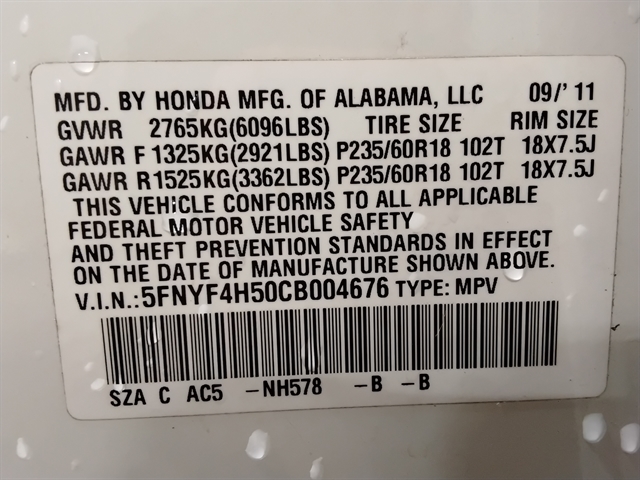 MFD. BY HONDA MFG. OF ALABAMA, LLC 09/'11
GVWR 2765KG(6096LBS) TIRE SIZE RIM SIZE
GAWR F 1325KG(2921LBS) P235/60R18 102T 18X7.5J
GAWR R 1525KG(3362LBS) P235/60R18 102T 18X7.5J
THIS VEHICLE CONFORMS TO ALL APPLICABLE
FEDERAL MOTOR VEHICLE SAFETY
AND THEFT PREVENTION STANDARDS IN EFFECT
ON THE DATE OF MANUFACTURE SHOWN ABOVE.
V.I.N.:5FNYF4H50CB004676 TYPE: MPV
SZA C AC5 -NH578 -B -B